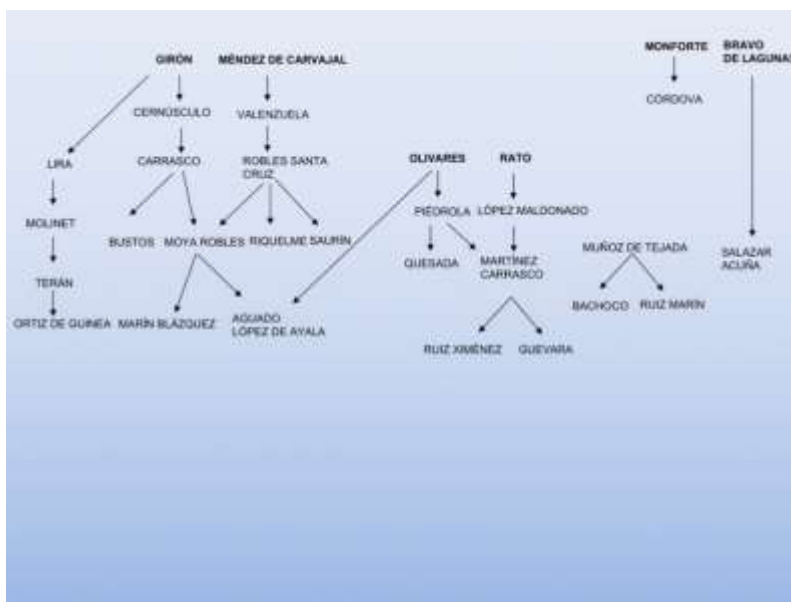 GIRÓN
MÉNDEZ DE CARVAJAL
MONFORTE
BRAVO
DE LAGUNAS
CERNÚSCULO
VALENZUELA
CÓRDOVA
LIRA
CARRASCO
ROBLES SANTA
CRUZ
OLIVARES
RATO
MOLINET
BUSTOS
MOYA ROBLES
RIQUELME
SAURÍN
PIÉDROLA
LÓPEZ MALDONADO
QUESADA
MARTÍNEZ
CARRASCO
MUÑOZ DE TEJADA
SALAZAR
ACUÑA
TERÁN
BACHOCO
RUIZ MARÍN
ORTIZ DE GUINEA
MARÍN BLÁZQUEZ
AGUADO
LÓPEZ DE AYALA
RUIZ XIMÉNEZ
GUEVARA